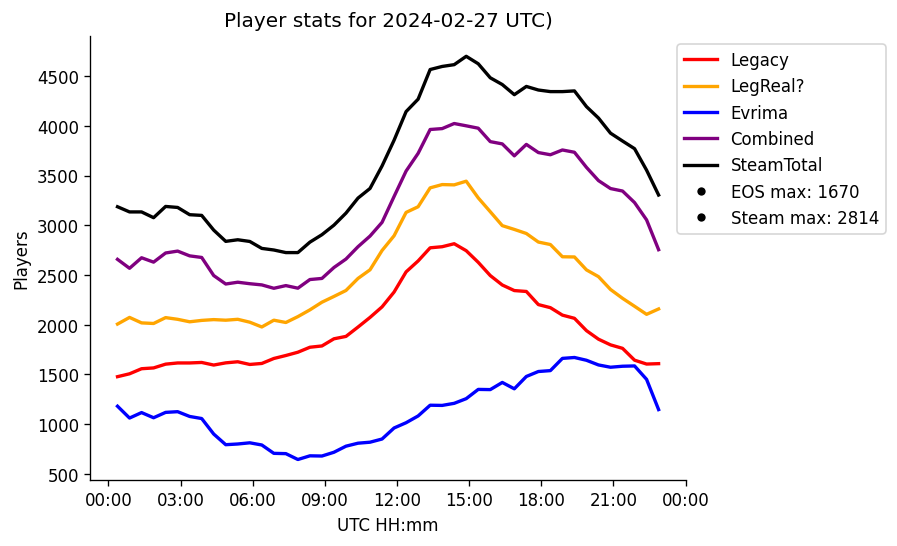 Player stats for 2024-02-27 UTC)
Legacy
LegReal?
Evrima
Combined
SteamTotal
EOS max: 1670
Steam max: 2814
Players
4500
4000
3500
3000
2500
2000
1500
1000
500
00:00 03:00 06:00 09:00 12:00 15:00 18:00 21:00 00:00
UTC HH:mm